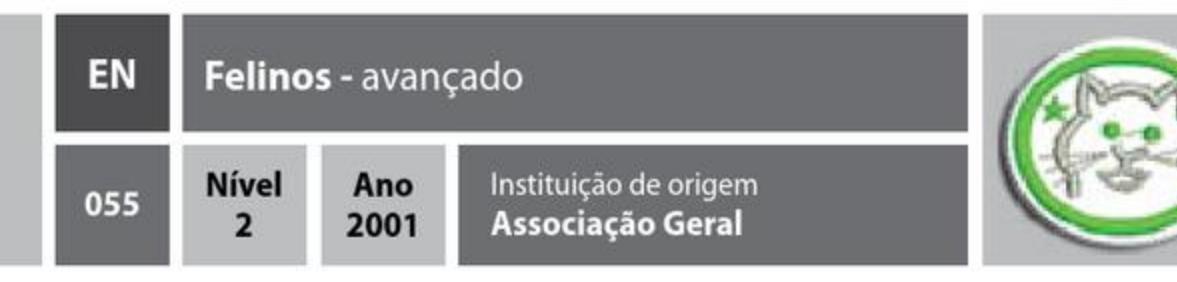 EN
Felinos - avançado
055
Nível
2
Ano
2001
Instituição de origem
Associação Geral